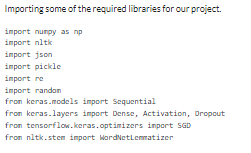 Importing some of the required libraries for our project.
import numpy as np
import nltk
import json
import pickle
import re
import random
from keras.models import Sequential
from keras.layers import Dense, Activation, Dropout
from tensorflow.keras.optimizers import SGD
from nltk.stem import WordNetLemmatizer